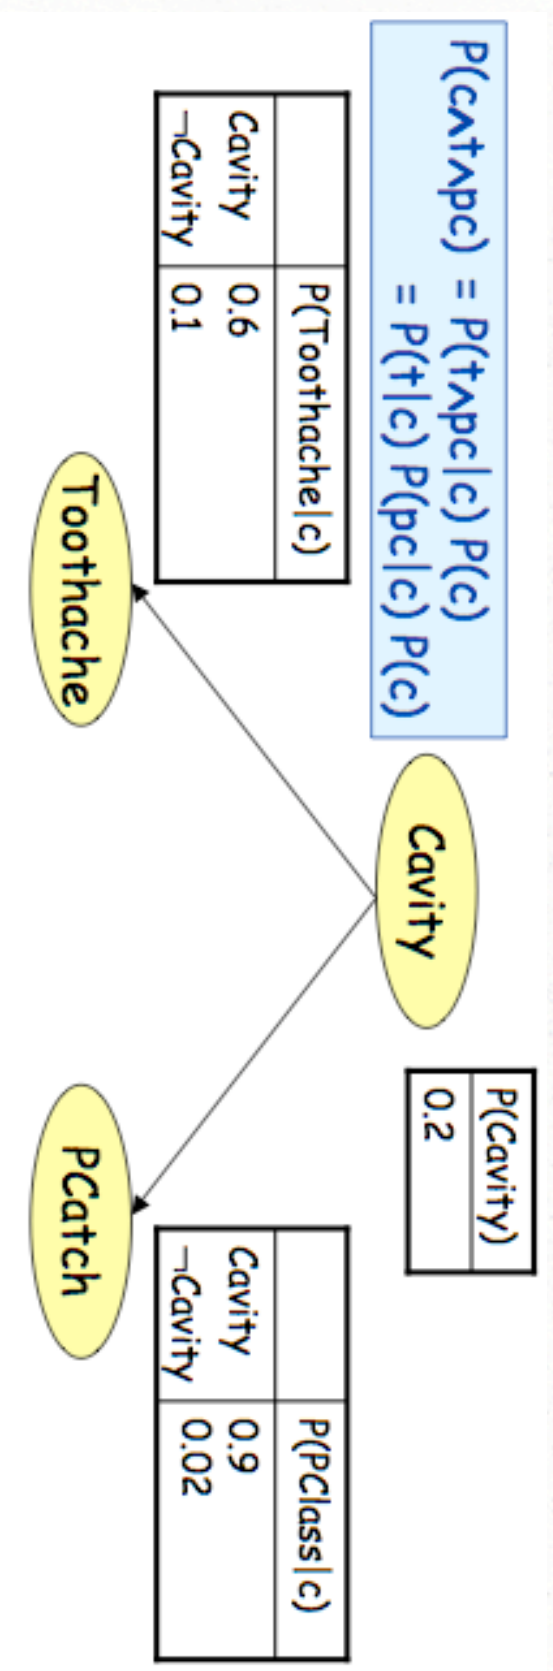 P(c∧t∧pc) = P(t∧pc|c) P(c)
= P(t|c) P(pc|c) P(c)
Cavity
P(Cavity)
0.2
P(Toothache|c)
Cavity 0.6
¬Cavity 0.1
P(PClass|c)
Cavity 0.9
¬Cavity 0.02
Toothache
PCatch